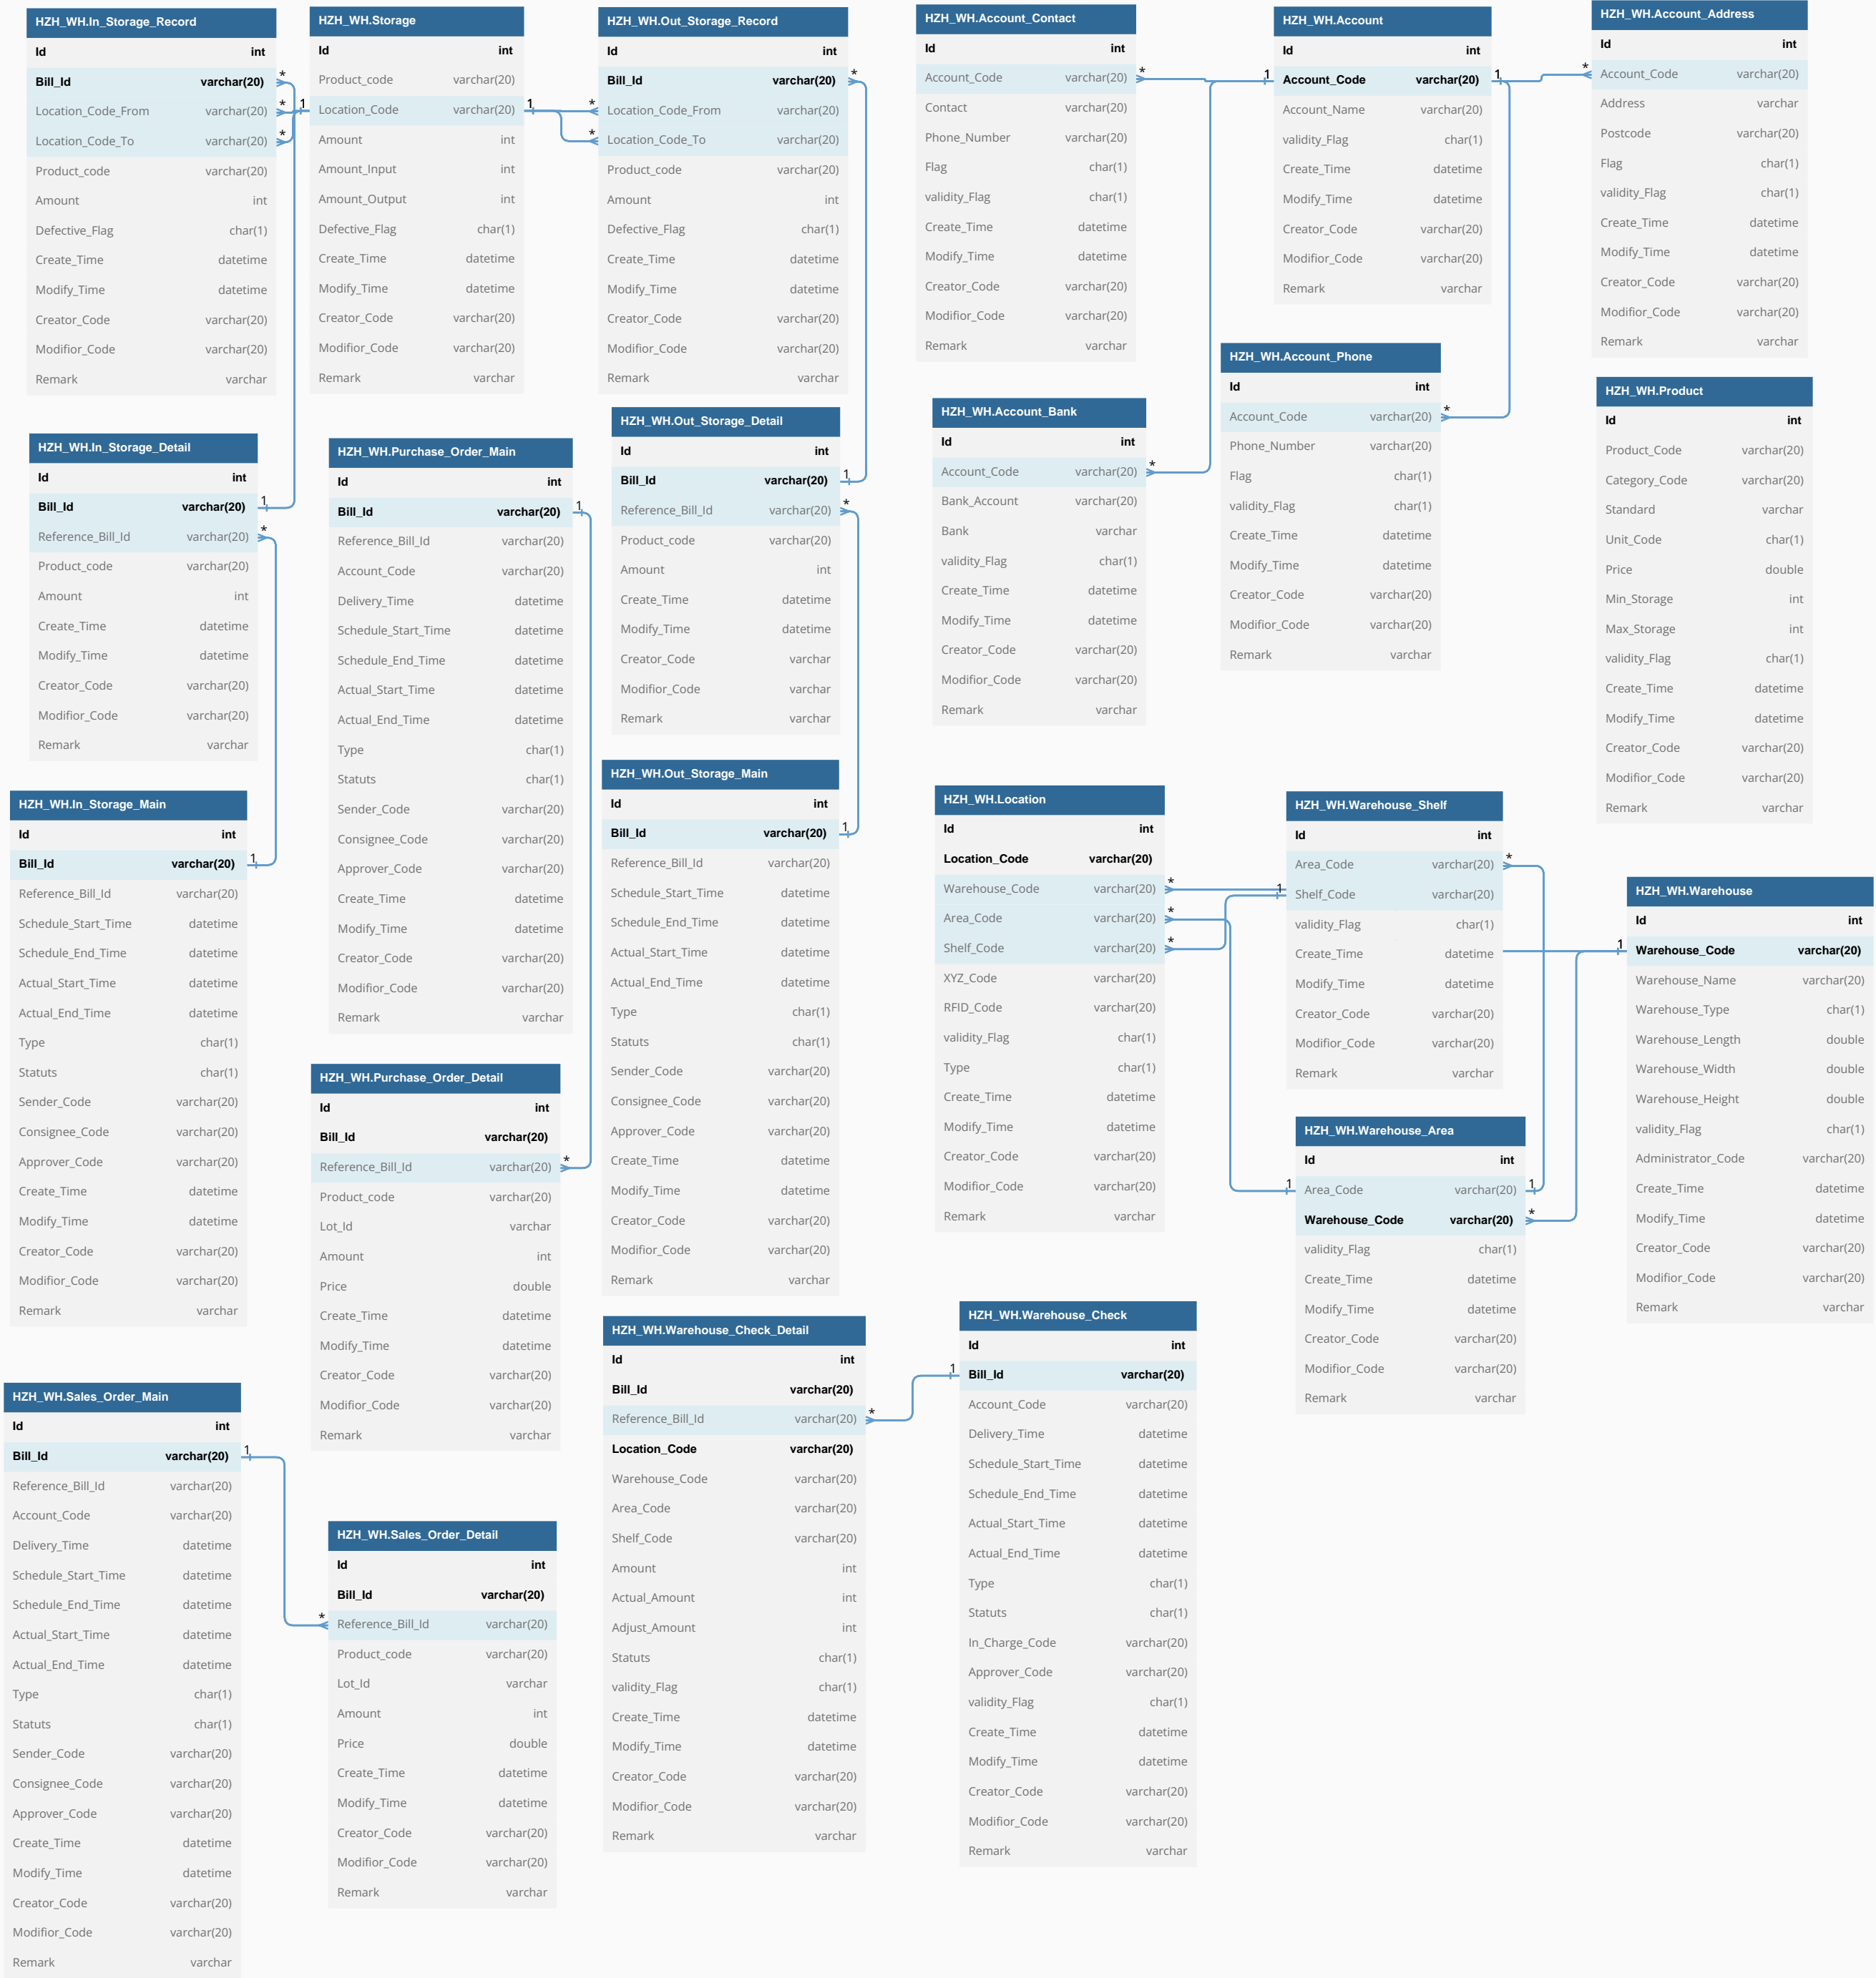 HZH_WH.In_Storage_Record
Id int
Bill_Id varchar(20) *
Location_Code_From varchar(20) *
Location_Code_To varchar(20) *
Product_code varchar(20)
Amount int
Defective_Flag char(1)
Create_Time datetime
Modify_Time datetime
Creator_Code varchar(20)
Modifior_Code varchar(20)
Remark varchar
HZH_WH.Storage
Id int
Product_code varchar(20)
1 Location_Code varchar(20) 1
Amount int
Amount_Input int
Amount_Output int
Defective_Flag char(1)
Create_Time datetime
Modify_Time datetime
Creator_Code varchar(20)
Modifior_Code varchar(20)
Remark varchar
HZH_WH.Out_Storage_Record
Id int
Bill_Id varchar(20) *
* Location_Code_From varchar(20)
* Location_Code_To varchar(20)
Product_code varchar(20)
Amount int
Defective_Flag char(1)
Create_Time datetime
Modify_Time datetime
Creator_Code varchar(20)
Modifior_Code varchar(20)
Remark varchar
HZH_WH.Account_Contact
Id int
Account_Code varchar(20) *
Contact varchar(20)
Phone_Number varchar(20)
Flag char(1)
validity_Flag char(1)
Create_Time datetime
Modify_Time datetime
Creator_Code varchar(20)
Modifior_Code varchar(20)
Remark varchar
HZH_WH.Account
Id int
1 Account_Code varchar(20) 1
Account_Name varchar(20)
validity_Flag char(1)
Create_Time datetime
Modify_Time datetime
Creator_Code varchar(20)
Modifior_Code varchar(20)
Remark varchar
HZH_WH.Account_Address
Id int
* Account_Code varchar(20)
Address varchar
Postcode varchar(20)
Flag char(1)
validity_Flag char(1)
Create_Time datetime
Modify_Time datetime
Creator_Code varchar(20)
Modifior_Code varchar(20)
Remark varchar
HZH_WH.In_Storage_Detail
Id int
Bill_Id varchar(20) 1
Reference_Bill_Id varchar(20) *
Product_code varchar(20)
Amount int
Create_Time datetime
Modify_Time datetime
Creator_Code varchar(20)
Modifior_Code varchar(20)
Remark varchar
HZH_WH.Purchase_Order_Main
Id int
Bill_Id varchar(20) 1
Reference_Bill_Id varchar(20)
Account_Code varchar(20)
Delivery_Time datetime
Schedule_Start_Time datetime
Schedule_End_Time datetime
Actual_Start_Time datetime
Actual_End_Time datetime
Type char(1)
Statuts char(1)
Sender_Code varchar(20)
Consignee_Code varchar(20)
Approver_Code varchar(20)
Create_Time datetime
Modify_Time datetime
Creator_Code varchar(20)
Modifior_Code varchar(20)
Remark varchar
HZH_WH.Out_Storage_Detail
Id int
Bill_Id varchar(20) 1
Reference_Bill_Id varchar(20) *
Product_code varchar(20)
Amount int
Create_Time datetime
Modify_Time datetime
Creator_Code varchar
Modifior_Code varchar
Remark varchar
HZH_WH.Account_Bank
Id int
Account_Code varchar(20) *
Bank_Account varchar(20)
Bank varchar
validity_Flag char(1)
Create_Time datetime
Modify_Time datetime
Creator_Code varchar(20)
Modifior_Code varchar(20)
Remark varchar
HZH_WH.Account_Phone
Id int
Account_Code varchar(20) *
Phone_Number varchar(20)
Flag char(1)
validity_Flag char(1)
Create_Time datetime
Modify_Time datetime
Creator_Code varchar(20)
Modifior_Code varchar(20)
Remark varchar
HZH_WH.Product
Id int
Product_Code varchar(20)
Category_Code varchar(20)
Standard varchar
Unit_Code char(1)
Price double
Min_Storage int
Max_Storage int
validity_Flag char(1)
Create_Time datetime
Modify_Time datetime
Creator_Code varchar(20)
Modifior_Code varchar(20)
Remark varchar
HZH_WH.In_Storage_Main
Id int
Bill_Id varchar(20) 1
Reference_Bill_Id varchar(20)
Schedule_Start_Time datetime
Schedule_End_Time datetime
Actual_Start_Time datetime
Actual_End_Time datetime
Type char(1)
Statuts char(1)
Sender_Code varchar(20)
Consignee_Code varchar(20)
Approver_Code varchar(20)
Create_Time datetime
Modify_Time datetime
Creator_Code varchar(20)
Modifior_Code varchar(20)
Remark varchar
HZH_WH.Out_Storage_Main
Id int
Bill_Id varchar(20) 1
Reference_Bill_Id varchar(20)
Schedule_Start_Time datetime
Schedule_End_Time datetime
Actual_Start_Time datetime
Actual_End_Time datetime
Type char(1)
Statuts char(1)
Sender_Code varchar(20)
Consignee_Code varchar(20)
Approver_Code varchar(20)
Create_Time datetime
Modify_Time datetime
Creator_Code varchar(20)
Modifior_Code varchar(20)
Remark varchar
HZH_WH.Location
Id int
Location_Code varchar(20)
Warehouse_Code varchar(20) *
Area_Code varchar(20) *
Shelf_Code varchar(20) *
XYZ_Code varchar(20)
RFID_Code varchar(20)
validity_Flag char(1)
Type char(1)
Create_Time datetime
Modify_Time datetime
Creator_Code varchar(20)
Modifior_Code varchar(20)
Remark varchar
HZH_WH.Warehouse_Shelf
Id int
Area_Code varchar(20) *
1 Shelf_Code varchar(20)
validity_Flag char(1)
Create_Time datetime
Modify_Time datetime
Creator_Code varchar(20)
Modifior_Code varchar(20)
Remark varchar
HZH_WH.Warehouse
Id int
1 Warehouse_Code varchar(20)
Warehouse_Name varchar(20)
Warehouse_Type char(1)
Warehouse_Length double
Warehouse_Width double
Warehouse_Height double
validity_Flag char(1)
Administrator_Code varchar(20)
Create_Time datetime
Modify_Time datetime
Creator_Code varchar(20)
Modifior_Code varchar(20)
Remark varchar
HZH_WH.Purchase_Order_Detail
Id int
Bill_Id varchar(20)
Reference_Bill_Id varchar(20) *
Product_code varchar(20)
Lot_Id varchar
Amount int
Price double
Create_Time datetime
Modify_Time datetime
Creator_Code varchar(20)
Modifior_Code varchar(20)
Remark varchar
HZH_WH.Warehouse_Area
Id int
1 Area_Code varchar(20) 1
Warehouse_Code varchar(20) *
validity_Flag char(1)
Create_Time datetime
Modify_Time datetime
Creator_Code varchar(20)
Modifior_Code varchar(20)
Remark varchar
HZH_WH.Warehouse_Check_Detail
Id int
Bill_Id varchar(20)
Reference_Bill_Id varchar(20) *
Location_Code varchar(20)
Warehouse_Code varchar(20)
Area_Code varchar(20)
Shelf_Code varchar(20)
Amount int
Actual_Amount int
Adjust_Amount int
Statuts char(1)
validity_Flag char(1)
Create_Time datetime
Modify_Time datetime
Creator_Code varchar(20)
Modifior_Code varchar(20)
Remark varchar
HZH_WH.Warehouse_Check
Id int
1 Bill_Id varchar(20)
Account_Code varchar(20)
Delivery_Time datetime
Schedule_Start_Time datetime
Schedule_End_Time datetime
Actual_Start_Time datetime
Actual_End_Time datetime
Type char(1)
Statuts char(1)
In_Charge_Code varchar(20)
Approver_Code varchar(20)
validity_Flag char(1)
Create_Time datetime
Modify_Time datetime
Creator_Code varchar(20)
Modifior_Code varchar(20)
Remark varchar
HZH_WH.Sales_Order_Main
Id int
Bill_Id varchar(20) 1
Reference_Bill_Id varchar(20)
Account_Code varchar(20)
Delivery_Time datetime
Schedule_Start_Time datetime
Schedule_End_Time datetime
Actual_Start_Time datetime
Actual_End_Time datetime
Type char(1)
Statuts char(1)
Sender_Code varchar(20)
Consignee_Code varchar(20)
Approver_Code varchar(20)
Create_Time datetime
Modify_Time datetime
Creator_Code varchar(20)
Modifior_Code varchar(20)
Remark varchar
HZH_WH.Sales_Order_Detail
Id int
Bill_Id varchar(20)
* Reference_Bill_Id varchar(20)
Product_code varchar(20)
Lot_Id varchar
Amount int
Price double
Create_Time datetime
Modify_Time datetime
Creator_Code varchar(20)
Modifior_Code varchar(20)
Remark varchar